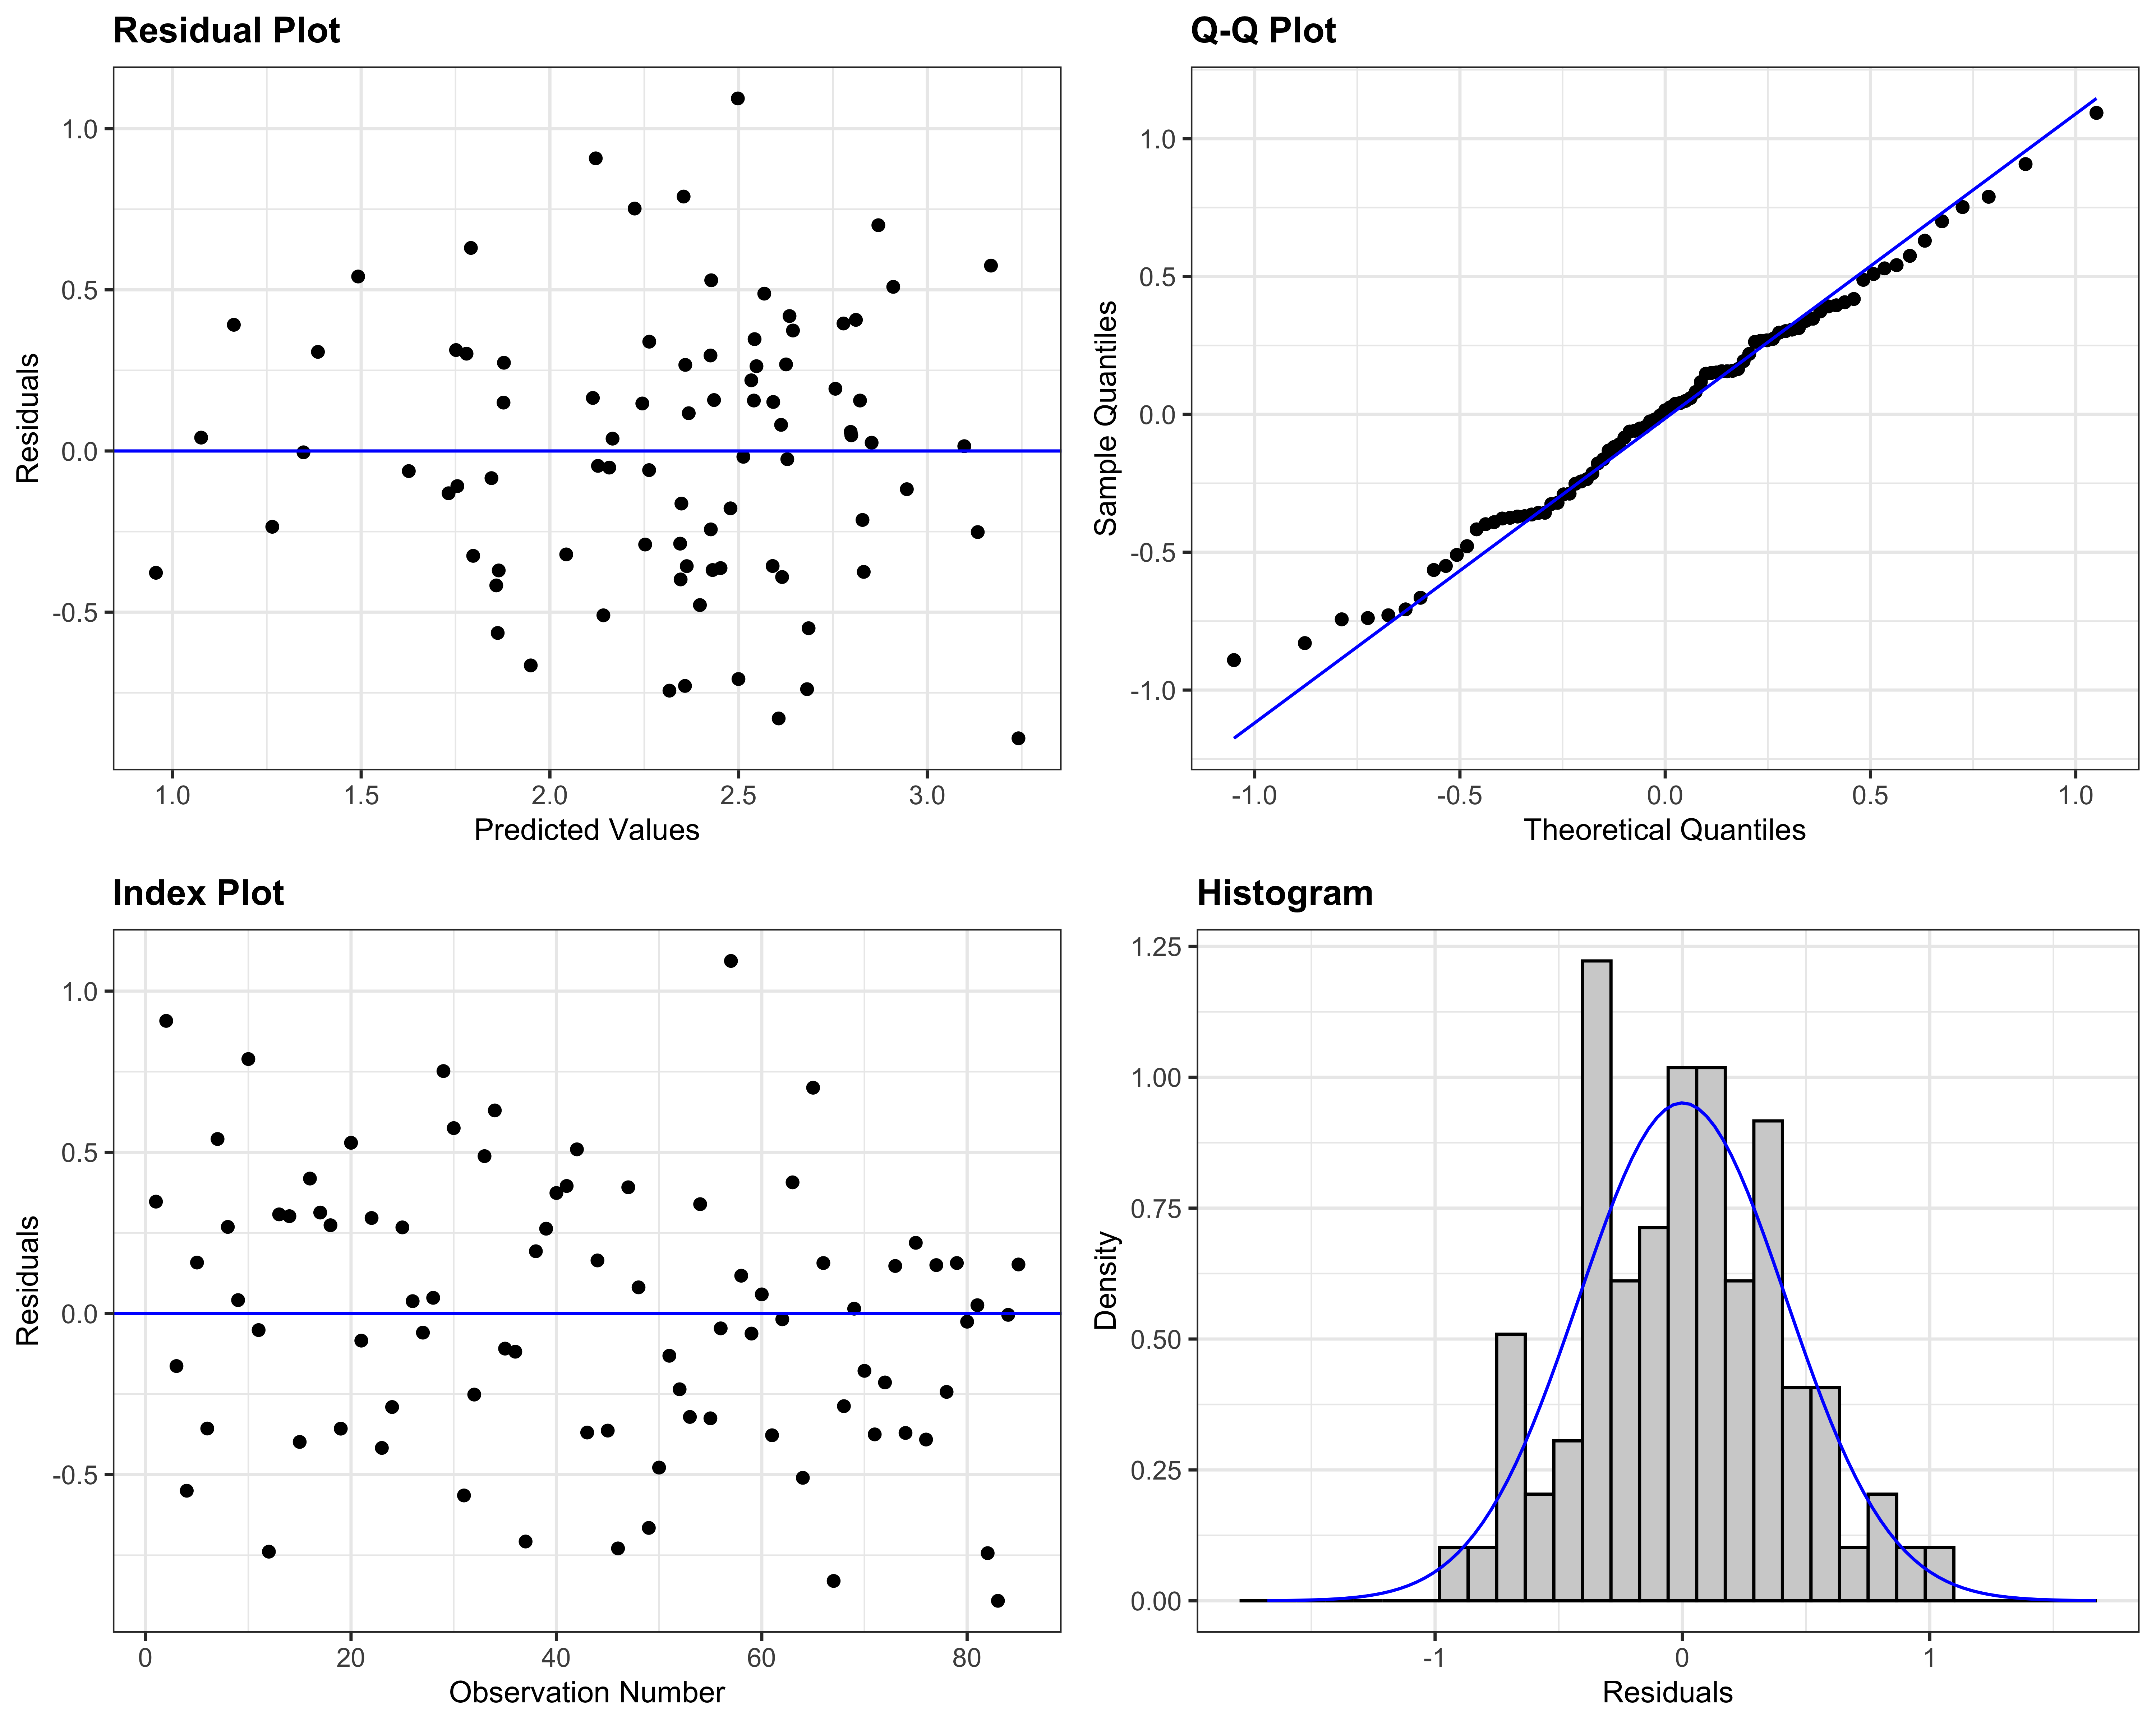 Residual Plot
1.0
0.5
0.0
-0.5
Residuals
1.0 1.5 2.0 2.5 3.0
Predicted Values
Q-Q Plot
1.0
0.5
0.0
-0.5
-1.0
Sample Quantiles
-1.0 -0.5 0.0 0.5 1.0
Theoretical Quantiles
Index Plot
1.0
0.5
0.0
-0.5
Residuals
0 20 40 60 80
Observation Number
Histogram
1.25
1.00
0.75
0.50
0.25
0.00
Density
-1 0 1
Residuals